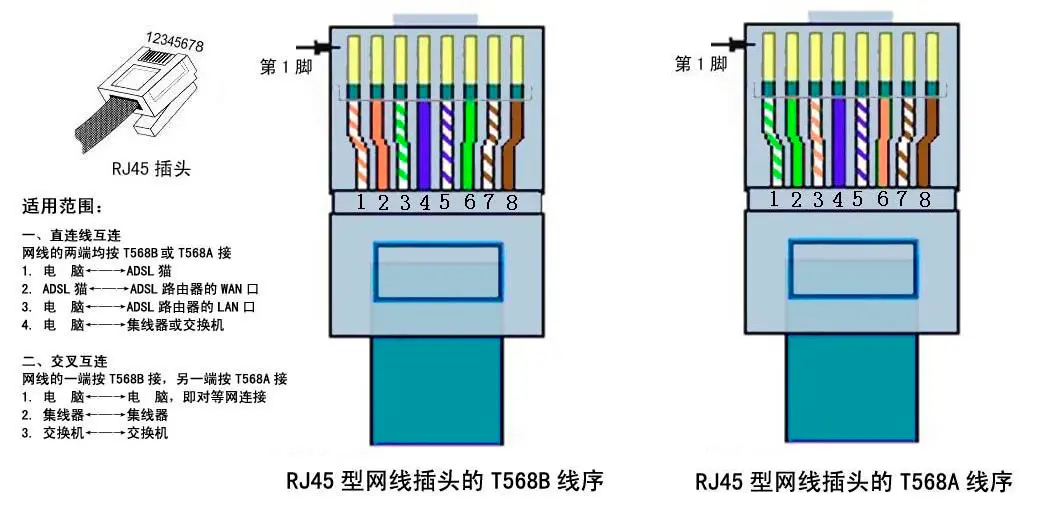 12345678
RJ45 插头
适用范围：
一、直连线互连
网线的两端均按 T568B 或 T568A 接
1. 电 脑←——→ADSL 猫
2. ADSL 猫←——→ADSL 路由器的 WAN 口
3. 电 脑←——→ADSL 路由器的 LAN 口
4. 电 脑←——→集线器或交换机
二、交叉互连
网线的一端按 T568B 接，另一端按 T568A 接
1. 电 脑←——→电 脑，即对等网连接
2. 集线器←——→集线器
3. 交换机←——→交换机
第 1 脚
1 2 3 4 5 6 7 8
RJ45 型网线插头的 T568B 线序
第 1 脚
1 2 3 4 5 6 7 8
RJ45 型网线插头的 T568A 线序